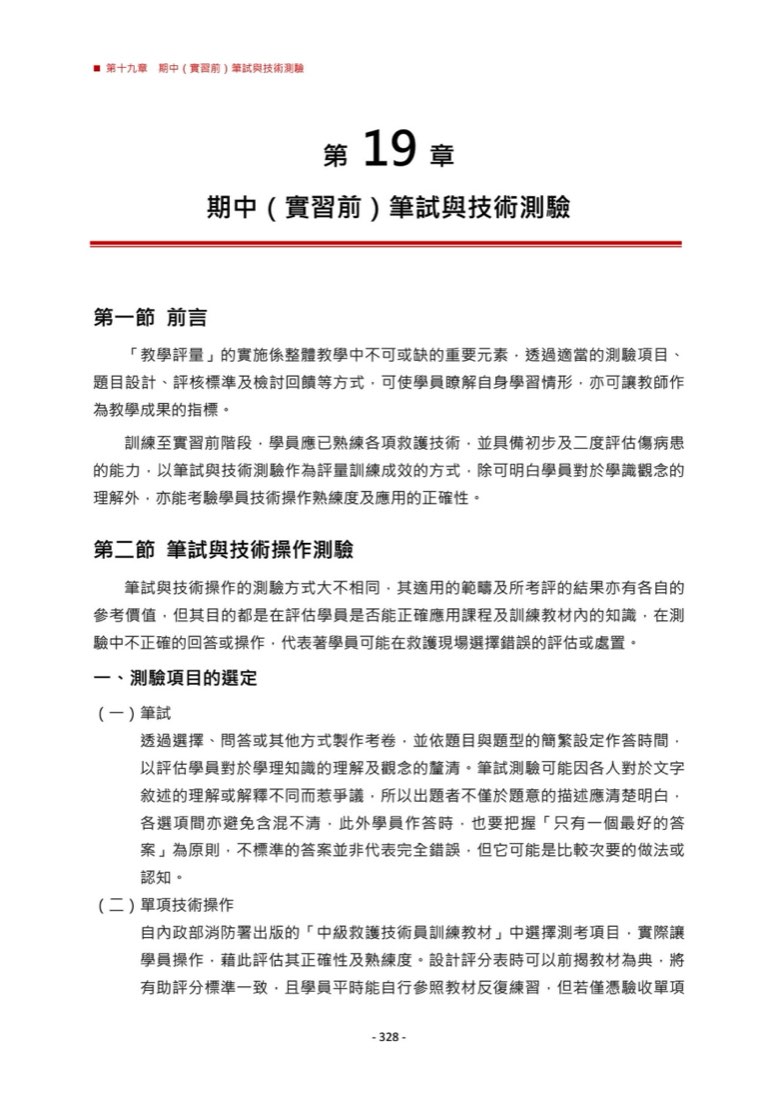 ■ 第十九章 期中（實習前）筆試與技術測驗
第 19 章
期中（實習前）筆試與技術測驗
第一節 前言
「教學評量」的實施係整體教學中不可或缺的重要元素，透過適當的測驗項目、
題目設計、評核標準及檢討回饋等方式，可使學員瞭解自身學習情形，亦可讓教師作
為教學成果的指標。
訓練至實習前階段，學員應已熟練各項救護技術，並具備初步及二度評估傷病患
的能力，以筆試與技術測驗作為評量訓練成效的方式，除可明白學員對於學識觀念的
理解外，亦能考驗學員技術操作熟練度及應用的正確性。
第二節 筆試與技術操作測驗
筆試與技術操作的測驗方式大不相同，其適用的範疇及所考評的結果亦有各自的
參考價值，但其目的都是在評估學員是否能正確應用課程及訓練教材內的知識，在測
驗中不正確的回答或操作，代表著學員可能在救護現場選擇錯誤的評估或處置。
一、測驗項目的選定
（一）筆試
透過選擇、問答或其他方式製作考卷，並依題目與題型的簡繁設定作答時間，
以評估學員對於學理知識的理解及觀念的釐清。筆試測驗可能因各人對於文字
敘述的理解或解釋不同而惹爭議，所以出題者不僅於題意的描述應清楚明白，
各選項間亦避免含混不清，此外學員作答時，也要把握「只有一個最好的答
案」為原則，不標準的答案並非代表完全錯誤，但它可能是比較次要的做法或
認知。
（二）單項技術操作
自內政部消防署出版的「中級救護技術員訓練教材」中選擇測考項目，實際讓
學員操作，藉此評估其正確性及熟練度。設計評分表時可以前揭教材為典，將
有助評分標準一致，且學員平時能自行參照教材反復練習，但若僅憑驗收單項
- 328 -